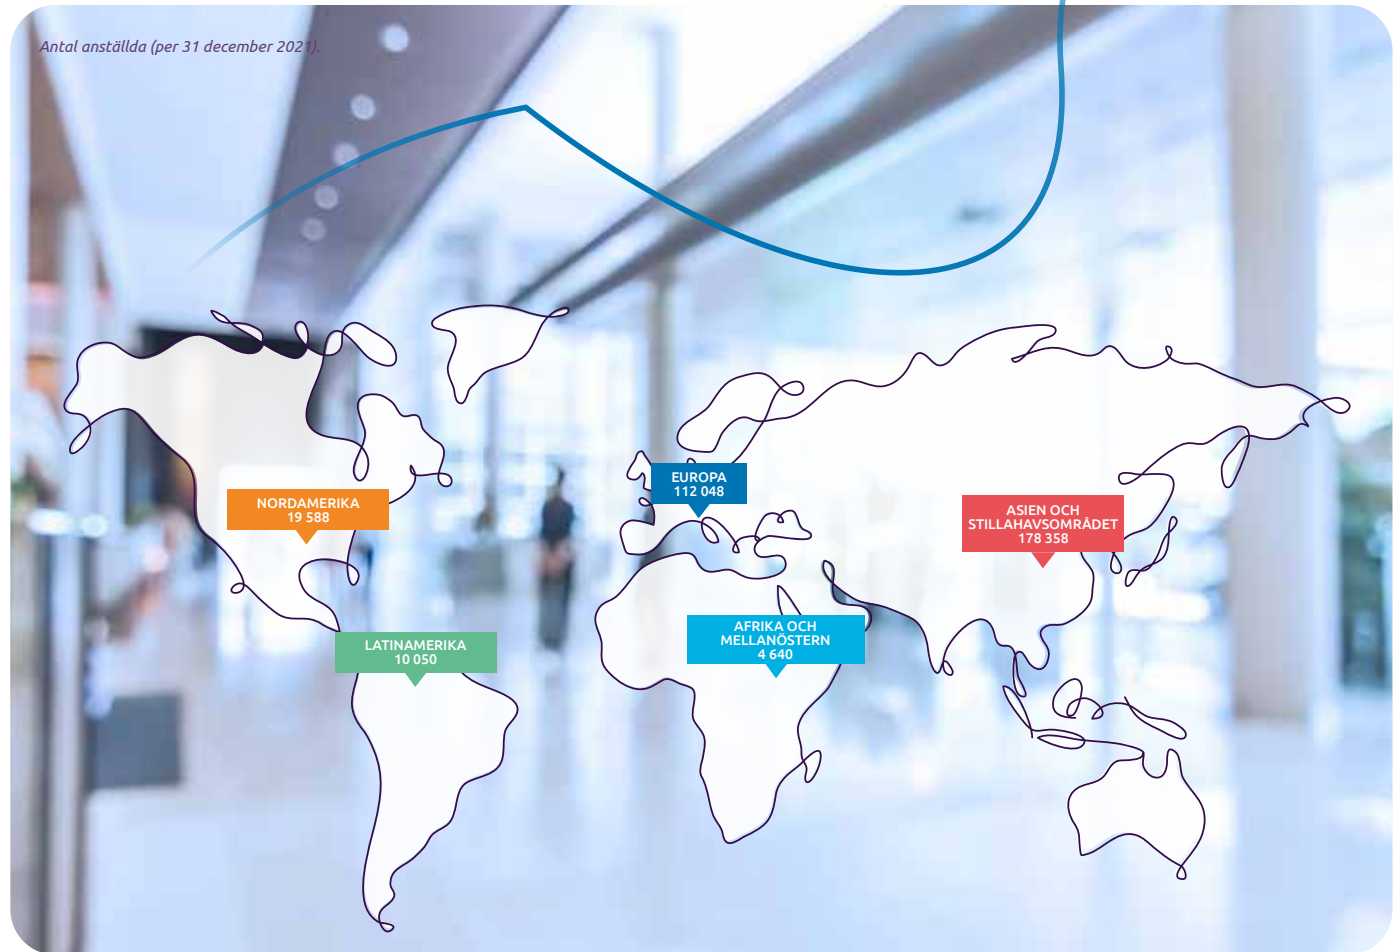 Antal anställda (per 31 december 2021).
EUROPA
112 048
NORDAMERIKA
19 588
ASIEN OCH
STILLAHAVSOMRÅDET
178 358
AFRIKA OCH
MELLANÖSTERN
4 640
LATINAMERIKA
10 050